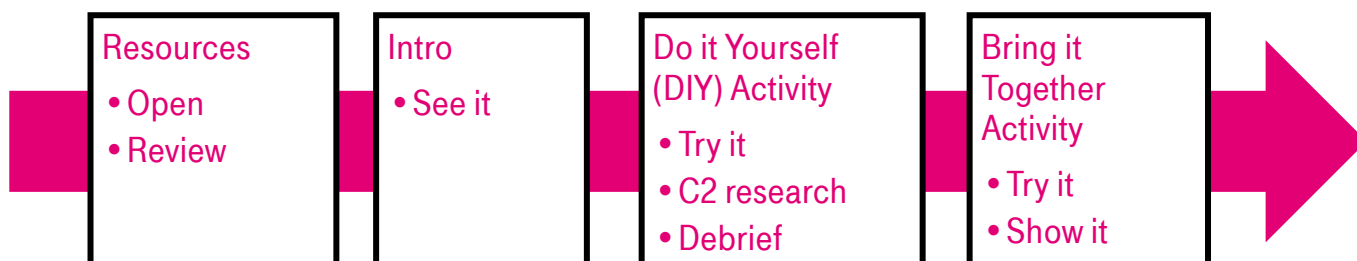 Resources
• Open
• Review
Intro
• See it
Do it Yourself
(DIY) Activity
• Try it
• C2 research
• Debrief
Bring it
Together
Activity
• Try it
• Show it